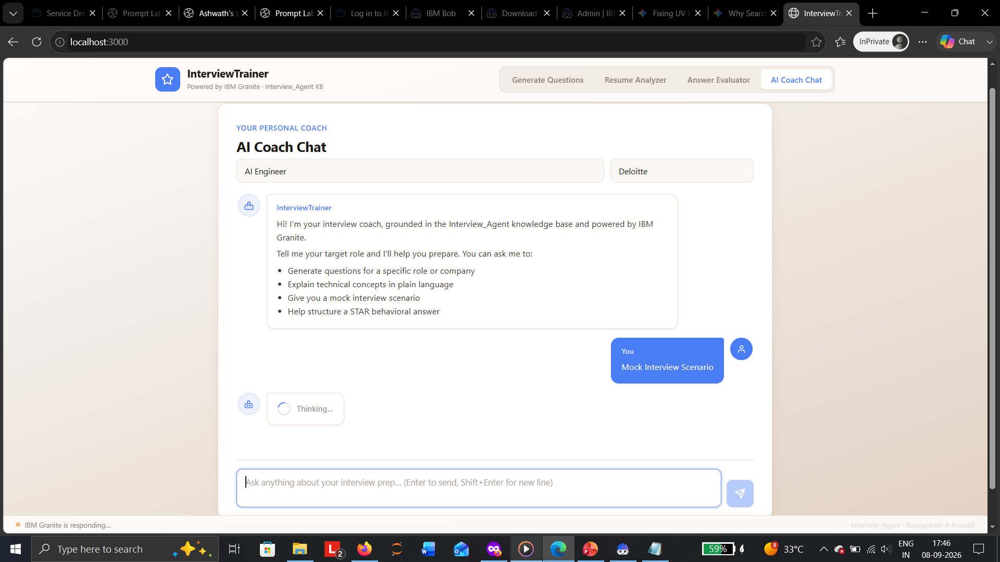 Service Det
Prompt Lab
Ashwath's s
Prompt Lab
Log in to IB
IBM Bob
Download
Admin | IB
Fixing UV I
Why Search
InterviewTr
localhost:3000
InPrivate
Chat
InterviewTrainer
Powered by IBM Granite · Interview_Agent KB
Generate Questions
Resume Analyzer
Answer Evaluator
AI Coach Chat
YOUR PERSONAL COACH
AI Coach Chat
AI Engineer
Deloitte
InterviewTrainer
Hi! I'm your interview coach, grounded in the Interview_Agent knowledge base and powered by IBM
Granite.
Tell me your target role and I'll help you prepare. You can ask me to:
• Generate questions for a specific role or company
• Explain technical concepts in plain language
• Give you a mock interview scenario
• Help structure a STAR behavioral answer
You
Mock Interview Scenario
Thinking...
Ask anything about your interview prep... (Enter to send, Shift+Enter for new line)
IBM Granite is responding...
Interview_Agent · ibm/granite-4-h-small
Type here to search
L 2
59%
8
33°C
ENG
IN
17:46
08-09-2026